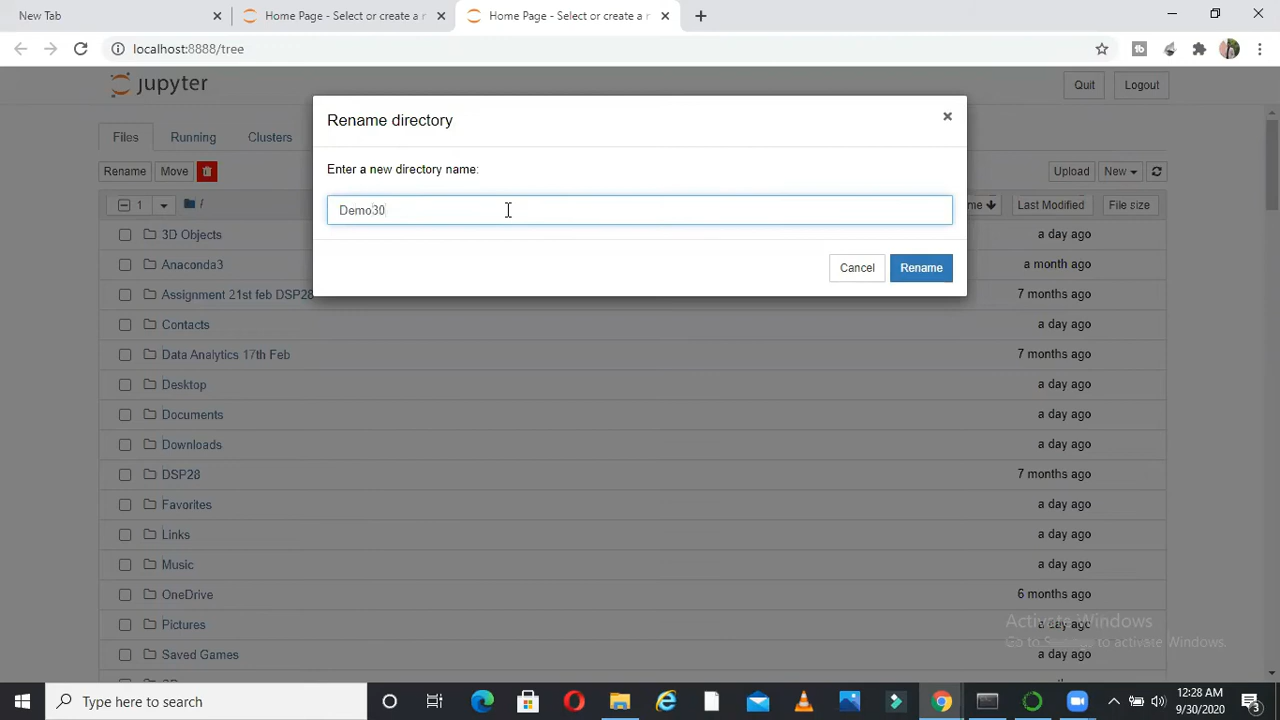 New Tab
Home Page - Select or create a n
Home Page - Select or create a n
localhost:8888/tree
jupyter
Quit
Logout
Rename directory
Files
Running
Clusters
Enter a new directory name:
Rename
Move
Upload
New
Demo30
1
/
me
Last Modified
File size
3D Objects
a day ago
Cancel
Rename
Anaconda3
a month ago
Assignment 21st feb DSP28
7 months ago
Contacts
a day ago
Data Analytics 17th Feb
7 months ago
Desktop
a day ago
Documents
a day ago
Downloads
a day ago
DSP28
7 months ago
Favorites
a day ago
Links
a day ago
Music
a day ago
OneDrive
6 months ago
Pictures
a day ago
Activate Windows
Go to Settings to activate Windows.
Saved Games
a day ago
Type here to search
12:28 AM
9/30/2020
3